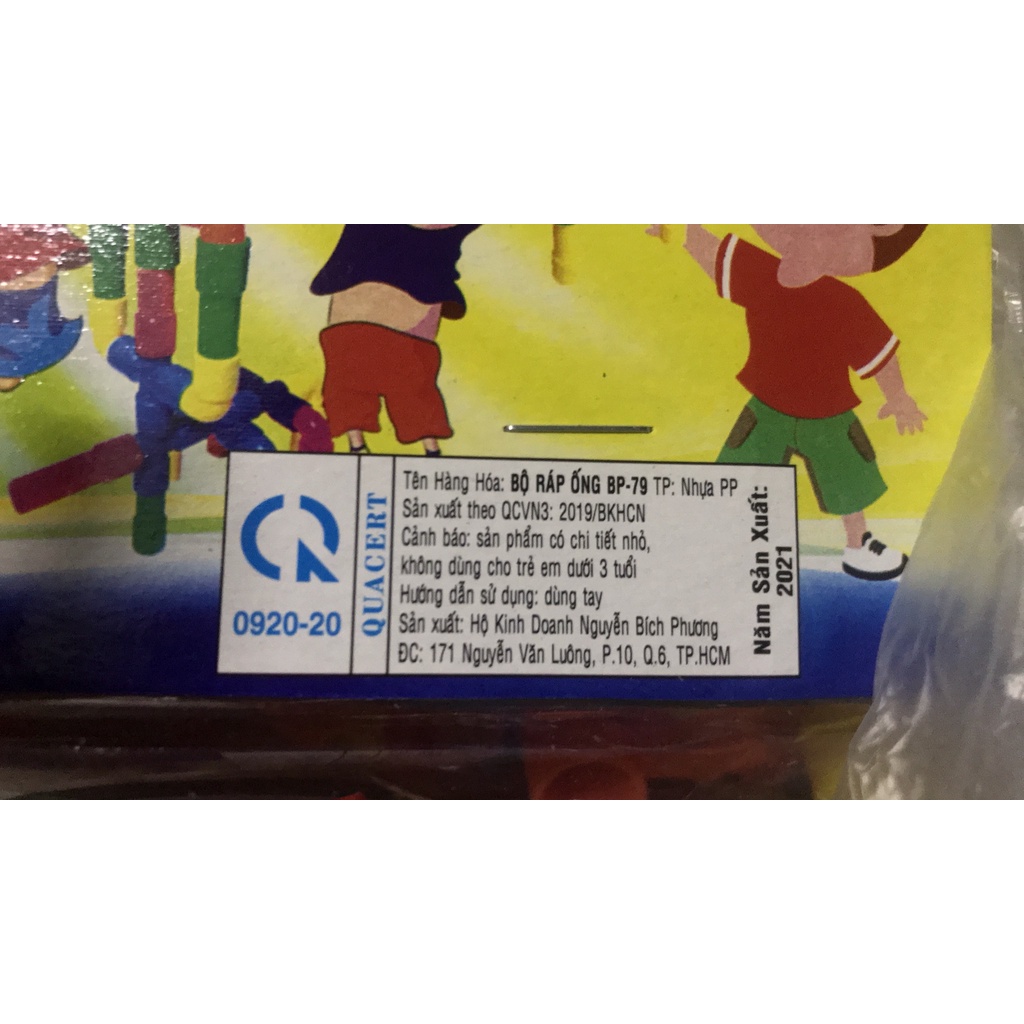 0920-20
QUACERT
Tên Hàng Hóa: BỘ RÁP ỐNG BP-79 TP: Nhựa PP
Sản xuất theo QCVN3: 2019/BKHCN
Cảnh báo: sản phẩm có chi tiết nhỏ,
không dùng cho trẻ em dưới 3 tuổi
Hướng dẫn sử dụng: dùng tay
Sản xuất: Hộ Kinh Doanh Nguyễn Bích Phương
ĐC: 171 Nguyễn Văn Luông, P.10, Q.6, TP.HCM
Năm Sản Xuất:
2021